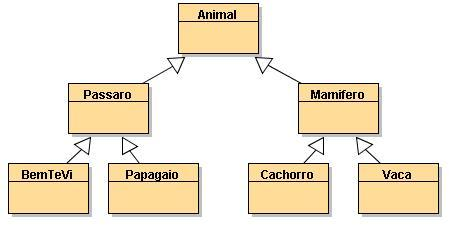 Animal
Passaro
Mamifero
BemTeVi
Papagaio
Cachorro
Vaca